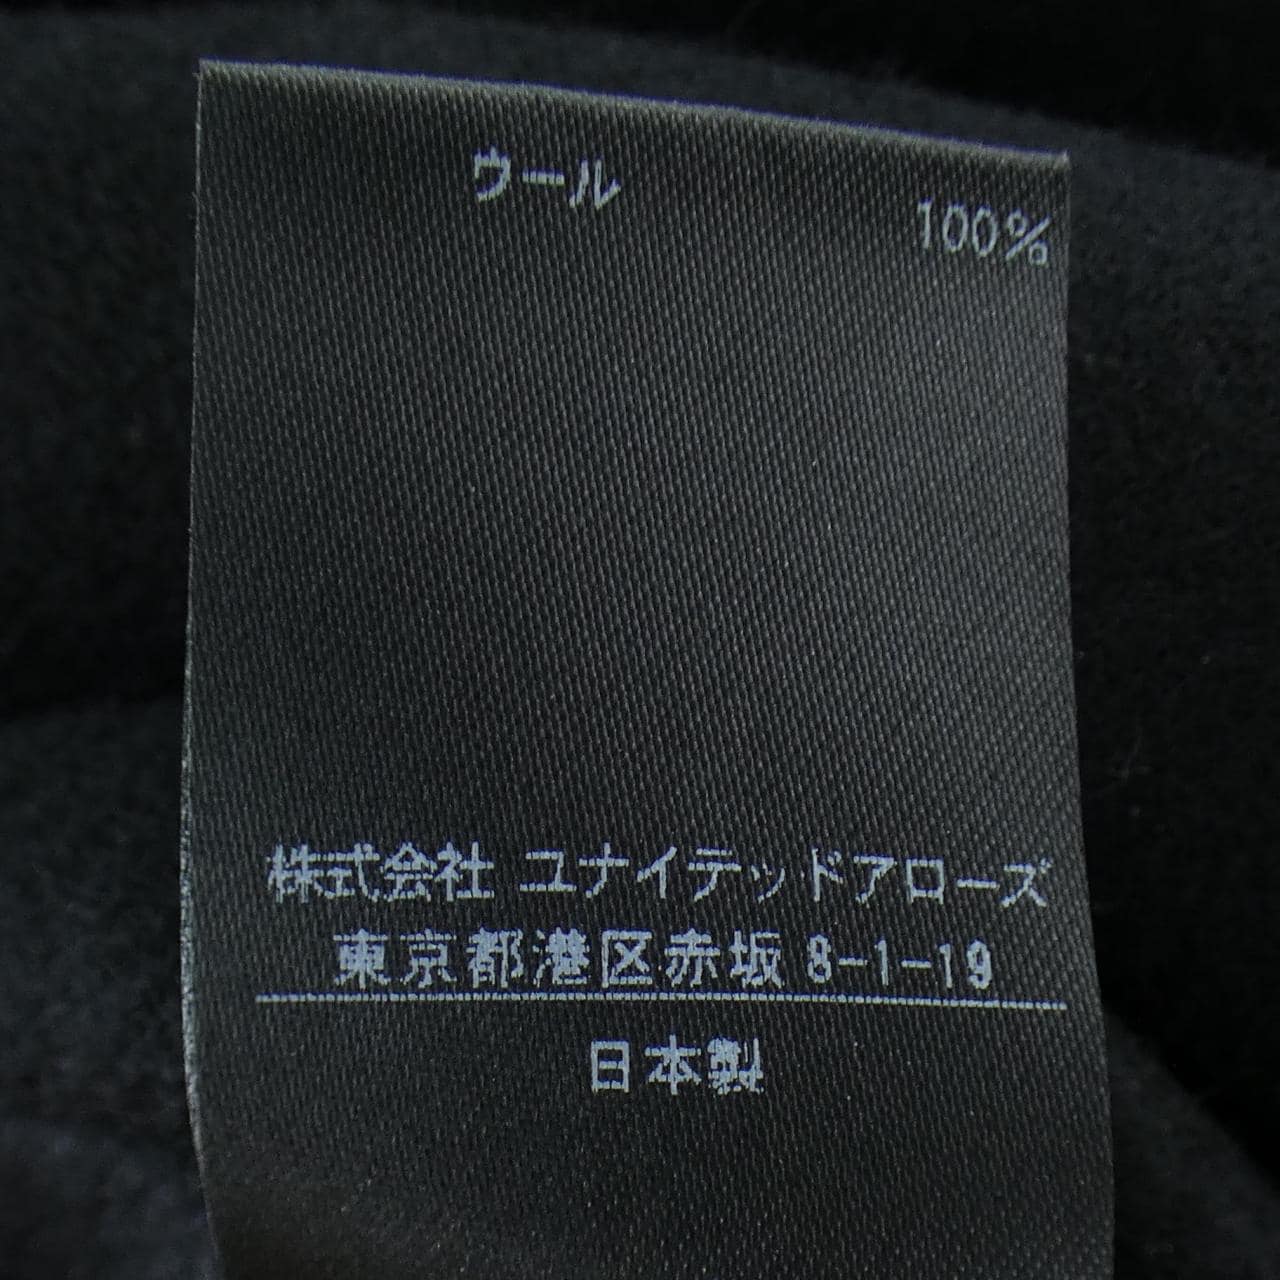 ウール 100%
株式会社 ユナイテッドアローズ
東京都港区赤坂 8-1-19
日本製